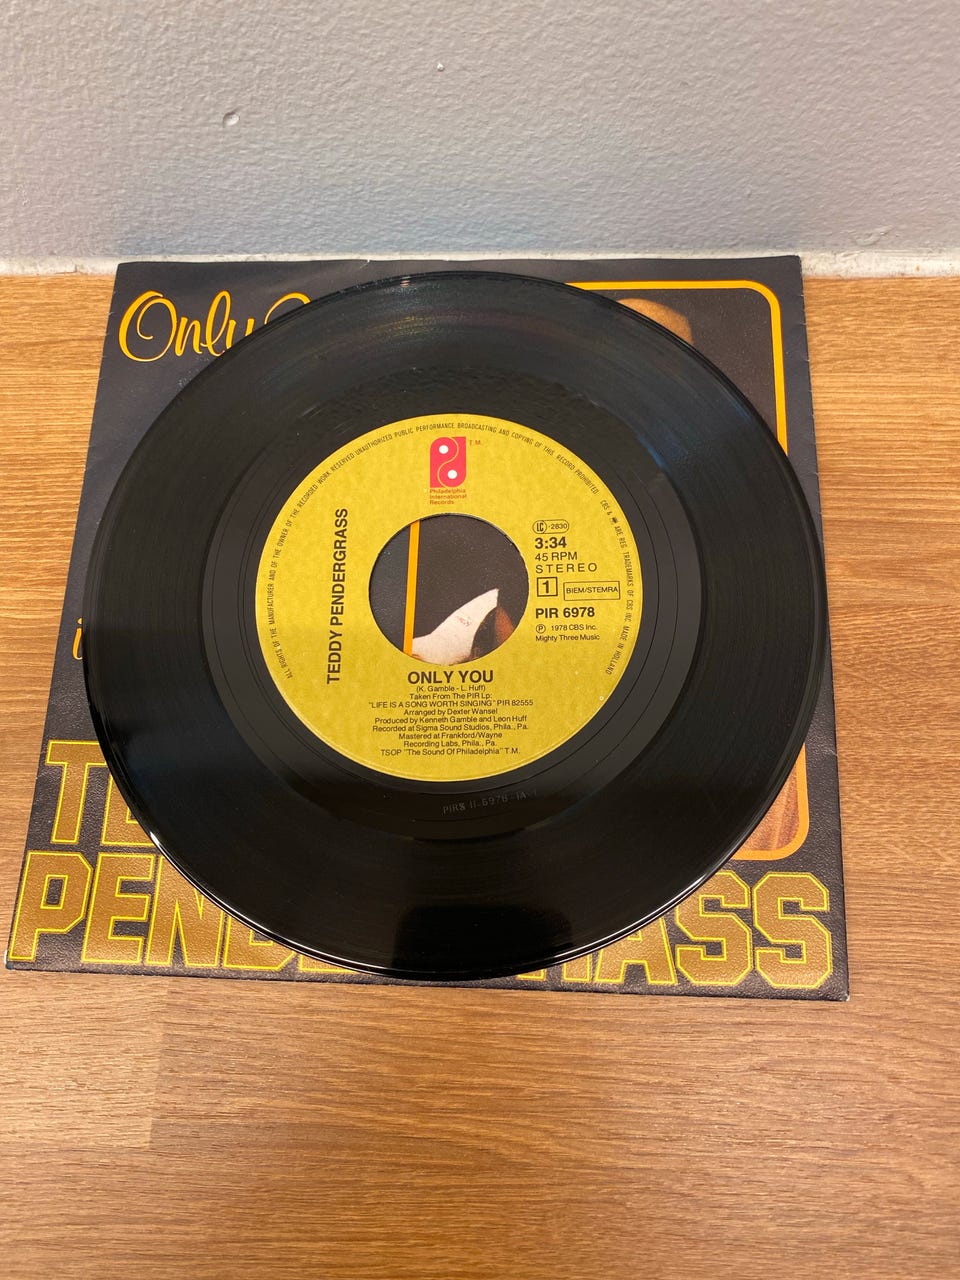 Only
ALL RIGHTS OF THE MANUFACTURER AND OF THE OWNER OF THE RECORDED WORK RESERVED UNAUTHORIZED PUBLIC PERFORMANCE BROADCASTING AND COPYING OF THIS RECORD PROHIBITED. CBS & ARE REG. TRADEMARKS OF CBS INC. MADE IN HOLLAND
T.M.
Philadelphia
International
Records
TEDDY PENDERGRASS
LC-2830
3:34
45 RPM
STEREO
1 BIEM/STEMRA
PIR 6978
Ⓟ 1978 CBS Inc.
Mighty Three Music
ONLY YOU
(K. Gamble - L. Huff)
Taken From The PIR Lp:
"LIFE IS A SONG WORTH SINGING" PIR 82555
Arranged by Dexter Wansel
Produced by Kenneth Gamble and Leon Huff
Recorded at Sigma Sound Studios, Phila., Pa.
Mastered at Frankford/Wayne
Recording Labs, Phila., Pa.
TSOP "The Sound Of Philadelphia" T.M.
PEN ASS